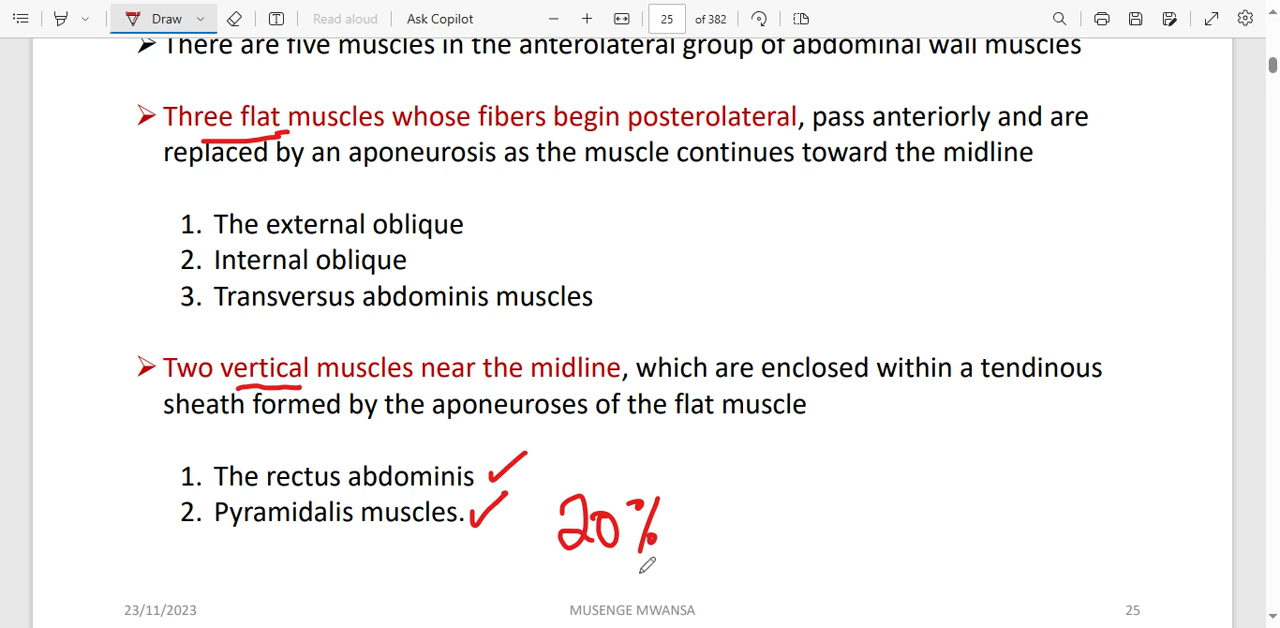 Draw
Read aloud
Ask Copilot
25
of 382
There are five muscles in the anterolateral group of abdominal wall muscles
Three flat muscles whose fibers begin posterolateral, pass anteriorly and are
replaced by an aponeurosis as the muscle continues toward the midline
1. The external oblique
2. Internal oblique
3. Transversus abdominis muscles
Two vertical muscles near the midline, which are enclosed within a tendinous
sheath formed by the aponeuroses of the flat muscle
1. The rectus abdominis
2. Pyramidalis muscles.
20%
23/11/2023
MUSENGE MWANSA
25